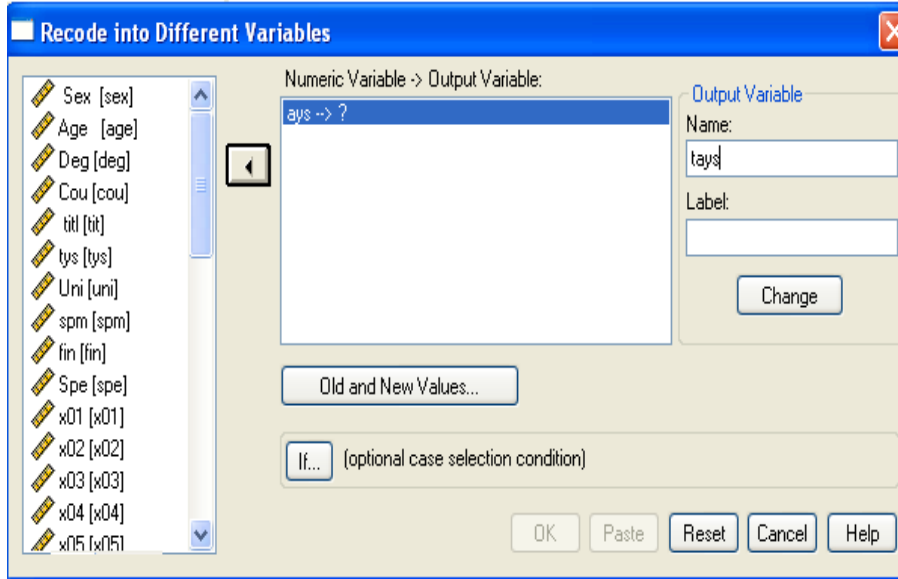 Recode into Different Variables
Sex [sex]
Age [age]
Deg [deg]
Cou [cou]
titl [tit]
tys [tys]
Uni [uni]
spm [spm]
fin [fin]
Spe [spe]
x01 [x01]
x02 [x02]
x03 [x03]
x04 [x04]
x05 [x05]
Numeric Variable -> Output Variable:
ays --> ?
Output Variable
Name:
tays
Label:
Change
Old and New Values...
If... (optional case selection condition)
OK Paste Reset Cancel Help